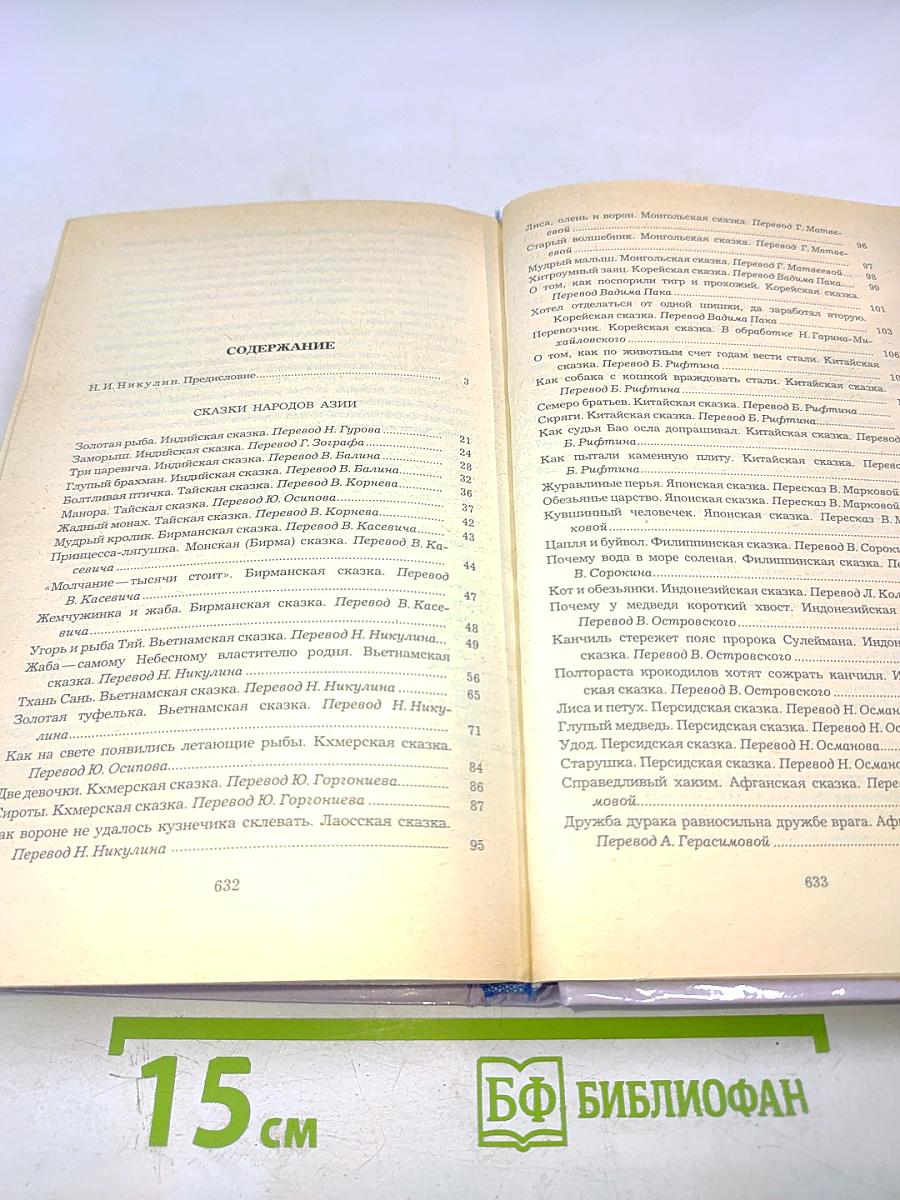 СОДЕРЖАНИЕ
Н. И. Никулин. Предисловие 3
СКАЗКИ НАРОДОВ АЗИИ
Золотая рыба. Индийская сказка. Перевод Н. Гурова 21
Заморыш. Индийская сказка. Перевод Г. Зографа 24
Три царевича. Индийская сказка. Перевод В. Балина 28
Глупый брахман. Индийская сказка. Перевод В. Балина 32
Болтливая птичка. Тайская сказка. Перевод В. Корнева 36
Манора. Тайская сказка. Перевод Ю. Осипова 37
Жадный монах. Тайская сказка. Перевод В. Корнева 42
Мудрый кролик. Бирманская сказка. Перевод В. Касевича 43
Принцесса-лягушка. Монская (Бирма) сказка. Перевод В. Ка-
севича 44
«Молчание — тысячи стоит». Бирманская сказка. Перевод
В. Касевича 47
Жемчужинка и жаба. Бирманская сказка. Перевод В. Касе-
вича 48
Угорь и рыба Тяй. Вьетнамская сказка. Перевод Н. Никулина 49
Жаба — самому Небесному властителю родня. Вьетнамская
сказка. Перевод Н. Никулина 56
Тхань Сань. Вьетнамская сказка. Перевод Н. Никулина 65
Золотая туфелька. Вьетнамская сказка. Перевод Н. Нику-
лина 71
Как на свете появились летающие рыбы. Кхмерская сказка.
Перевод Ю. Осипова 84
Две девочки. Кхмерская сказка. Перевод Ю. Горгониева 86
Сироты. Кхмерская сказка. Перевод Ю. Горгониева 87
ак вороне не удалось кузнечика склевать. Лаосская сказка.
Перевод Н. Никулина 95
632
Лиса, олень и ворон. Монгольская сказка. Перевод Г. Матве-
евой 96
Старый волшебник. Монгольская сказка. Перевод Г. Матве-
евой 97
Мудрый малыш. Монгольская сказка. Перевод Г. Матвеевой 98
Хитроумный заяц. Корейская сказка. Перевод Вадима Пака 99
О том, как поспорили тигр и прохожий. Корейская сказка.
Перевод Вадима Пака 101
Хотел отделаться от одной шишки, да заработал вторую.
Корейская сказка. Перевод Вадима Пака 103
Перевозчик. Корейская сказка. В обработке Н. Гарина-Ми-
хайловского 106
О том, как по животным счет годам вести стали. Китайская
сказка. Перевод Б. Рифтина
Как собака с кошкой враждовать стали. Китайская сказка.
Перевод Б. Рифтина
Семеро братьев. Китайская сказка. Перевод Б. Рифтина
Скряги. Китайская сказка. Перевод Б. Рифтина
Как судья Бао осла допрашивал. Китайская сказка. Перевод
Б. Рифтина
Как пытали каменную плиту. Китайская сказка. Перево
Б. Рифтина
Журавлиные перья. Японская сказка. Пересказ В. Марковой
Обезьянье царство. Японская сказка. Пересказ В. Марковой
Кувшинный человечек. Японская сказка. Пересказ В. М
ковой
Цапля и буйвол. Филиппинская сказка. Перевод В. Сороки
Почему вода в море соленая. Филиппинская сказка. Пе
В. Сорокина
Кот и обезьянки. Индонезийская сказка. Перевод Л. Кол
Почему у медведя короткий хвост. Индонезийская
Перевод В. Островского
Канчиль стережет пояс пророка Сулеймана. Индон
сказка. Перевод В. Островского
Полтораста крокодилов хотят сожрать канчиля. И
ская сказка. Перевод В. Островского
Лиса и петух. Персидская сказка. Перевод Н. Османо
Глупый медведь. Персидская сказка. Перевод Н. Ос
Удод. Персидская сказка. Перевод Н. Османова
Старушка. Персидская сказка. Перевод Н. Османо
Справедливый хаким. Афганская сказка. Перев
мовой
Дружба дурака равносильна дружбе врага. Аф
Перевод А. Герасимовой
633
15 см
БФ БИБЛИОФАН